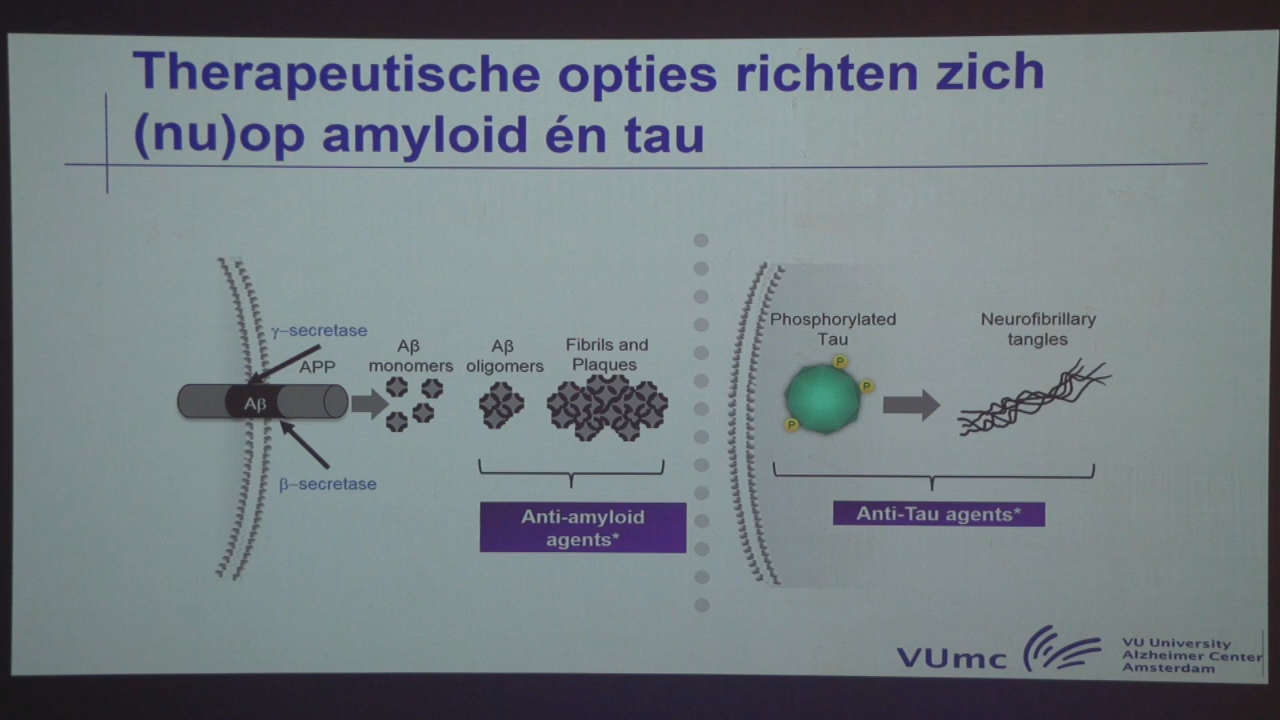 Therapeutische opties richten zich
(nu)op amyloid én tau
γ–secretase
APP
Aβ
Aβ
monomers
Aβ
oligomers
Fibrils and
Plaques
β–secretase
Anti-amyloid
agents*
Phosphorylated
Tau
P
P
P
Neurofibrillary
tangles
Anti-Tau agents*
VUmc
VU University
Alzheimer Center
Amsterdam